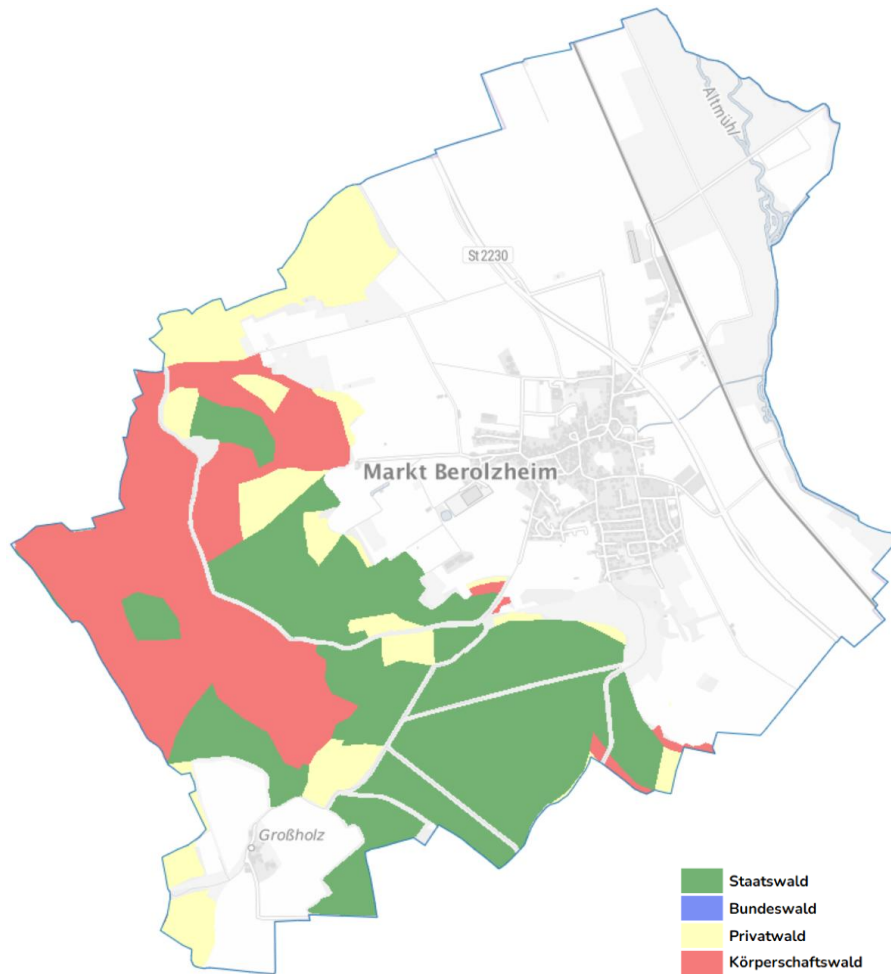 Altmühl
St 2230
Markt Berolzheim
Großholz
Staatswald
Bundeswald
Privatwald
Körperschaftswald